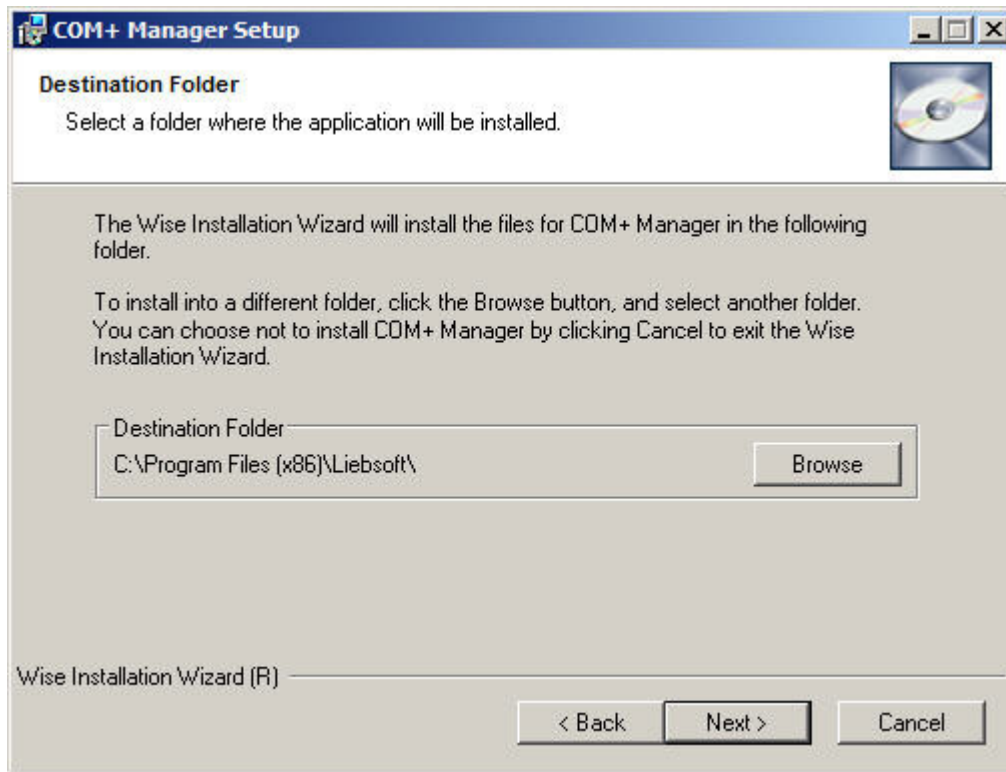 COM+ Manager Setup
Destination Folder
Select a folder where the application will be installed.
The Wise Installation Wizard will install the files for COM+ Manager in the following
folder.
To install into a different folder, click the Browse button, and select another folder.
You can choose not to install COM+ Manager by clicking Cancel to exit the Wise
Installation Wizard.
Destination Folder
C:\Program Files (x86)\Liebsoft\
Browse
Wise Installation Wizard (R)
< Back
Next >
Cancel